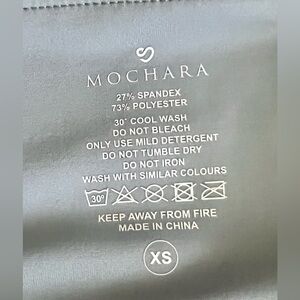 MOCHARA
27% SPANDEX
73% POLYESTER
30° COOL WASH
DO NOT BLEACH
ONLY USE MILD DETERGENT
DO NOT TUMBLE DRY
DO NOT IRON
WASH WITH SIMILAR COLOURS
30°
KEEP AWAY FROM FIRE
MADE IN CHINA
XS